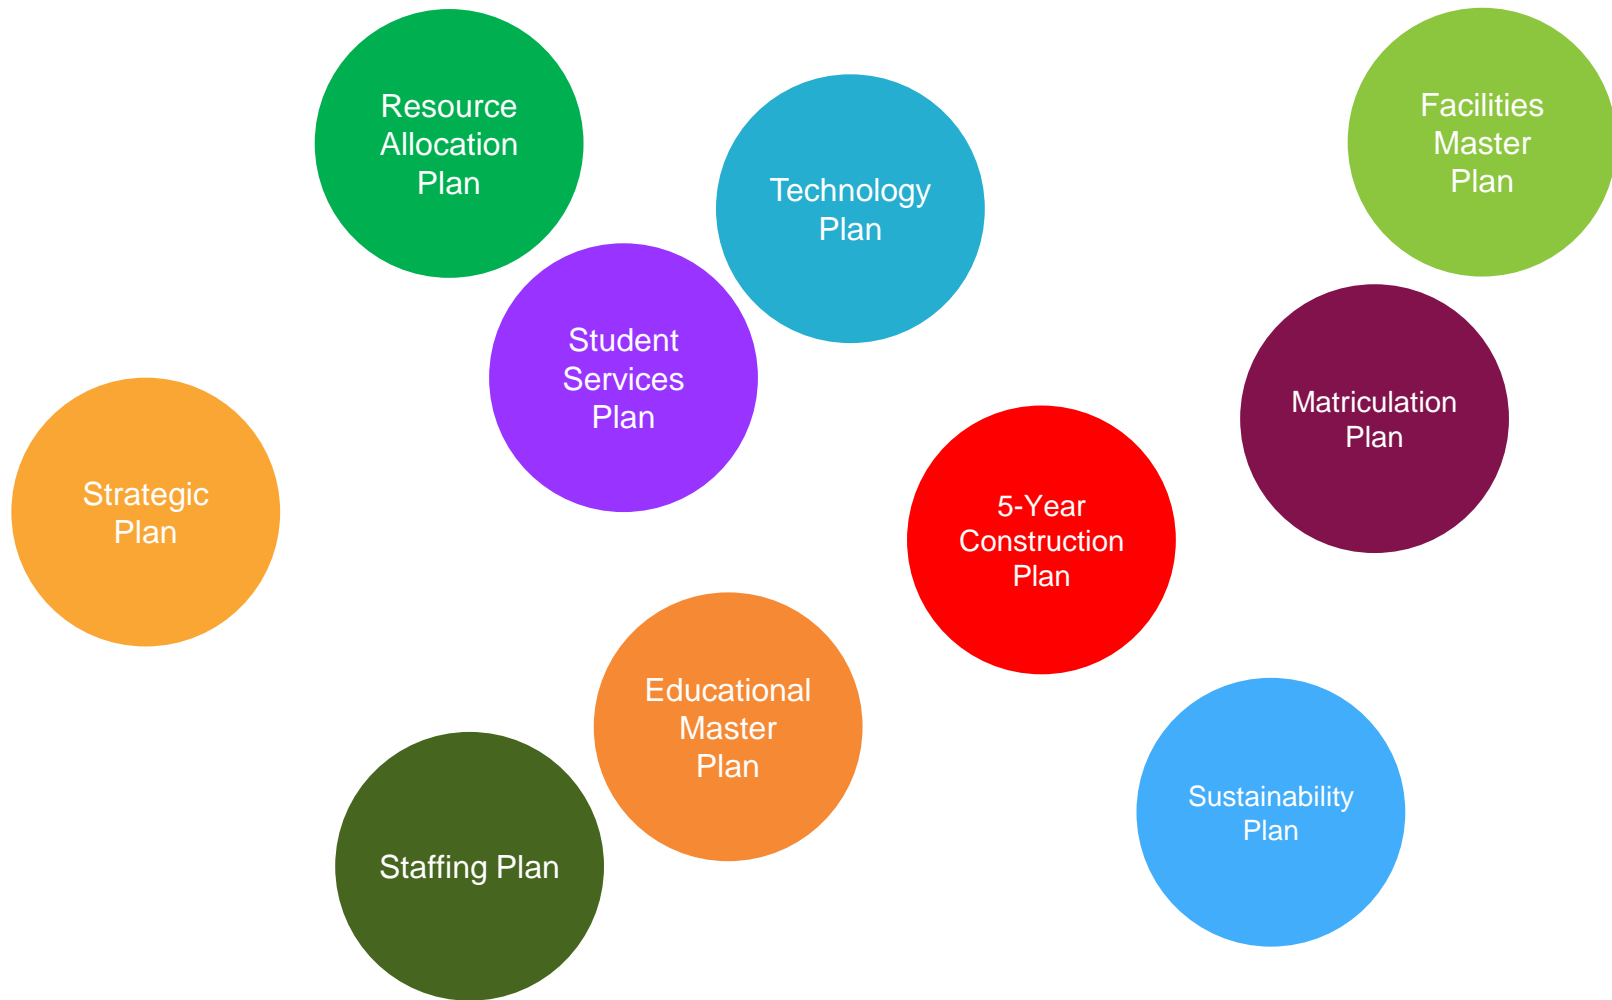 Resource
Allocation
Plan
Technology
Plan
Facilities
Master
Plan
Student
Services
Plan
Matriculation
Plan
Strategic
Plan
5-Year
Construction
Plan
Educational
Master
Plan
Sustainability
Plan
Staffing Plan